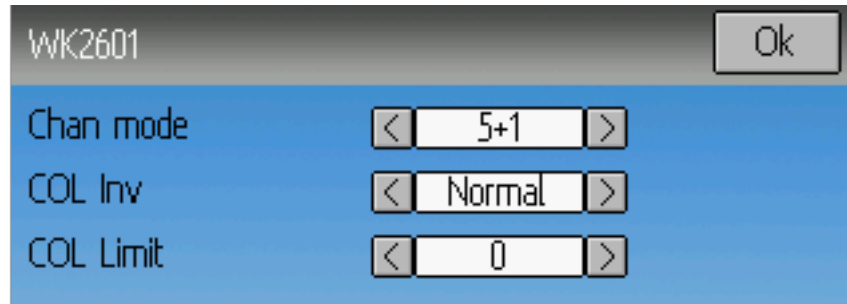 WK2601 Ok
Chan mode < 5+1 >
COL Inv < Normal >
COL Limit < 0 >